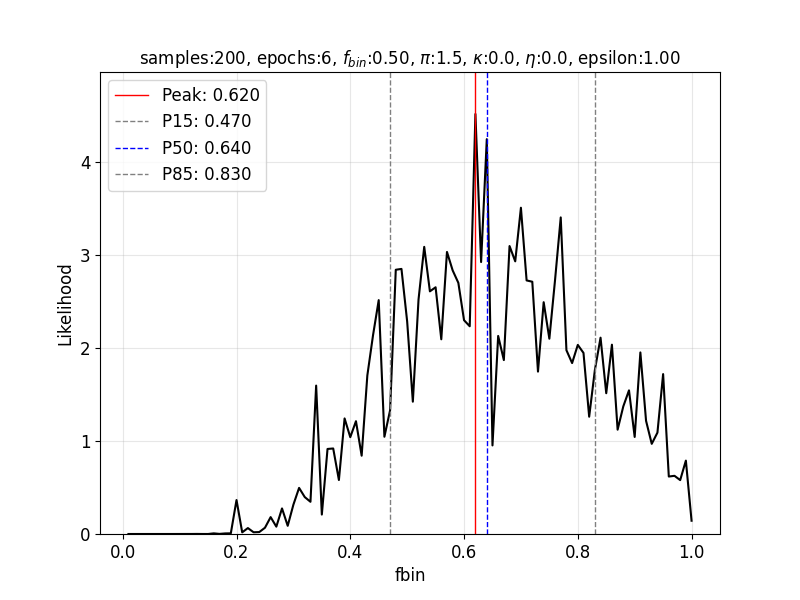 samples:200, epochs:6, $f_{bin}$:0.50, π:1.5, κ:0.0, η:0.0, epsilon:1.00
Peak: 0.620
P15: 0.470
P50: 0.640
P85: 0.830
4
3
2
1
0
Likelihood
0.0 0.2 0.4 0.6 0.8 1.0
fbin